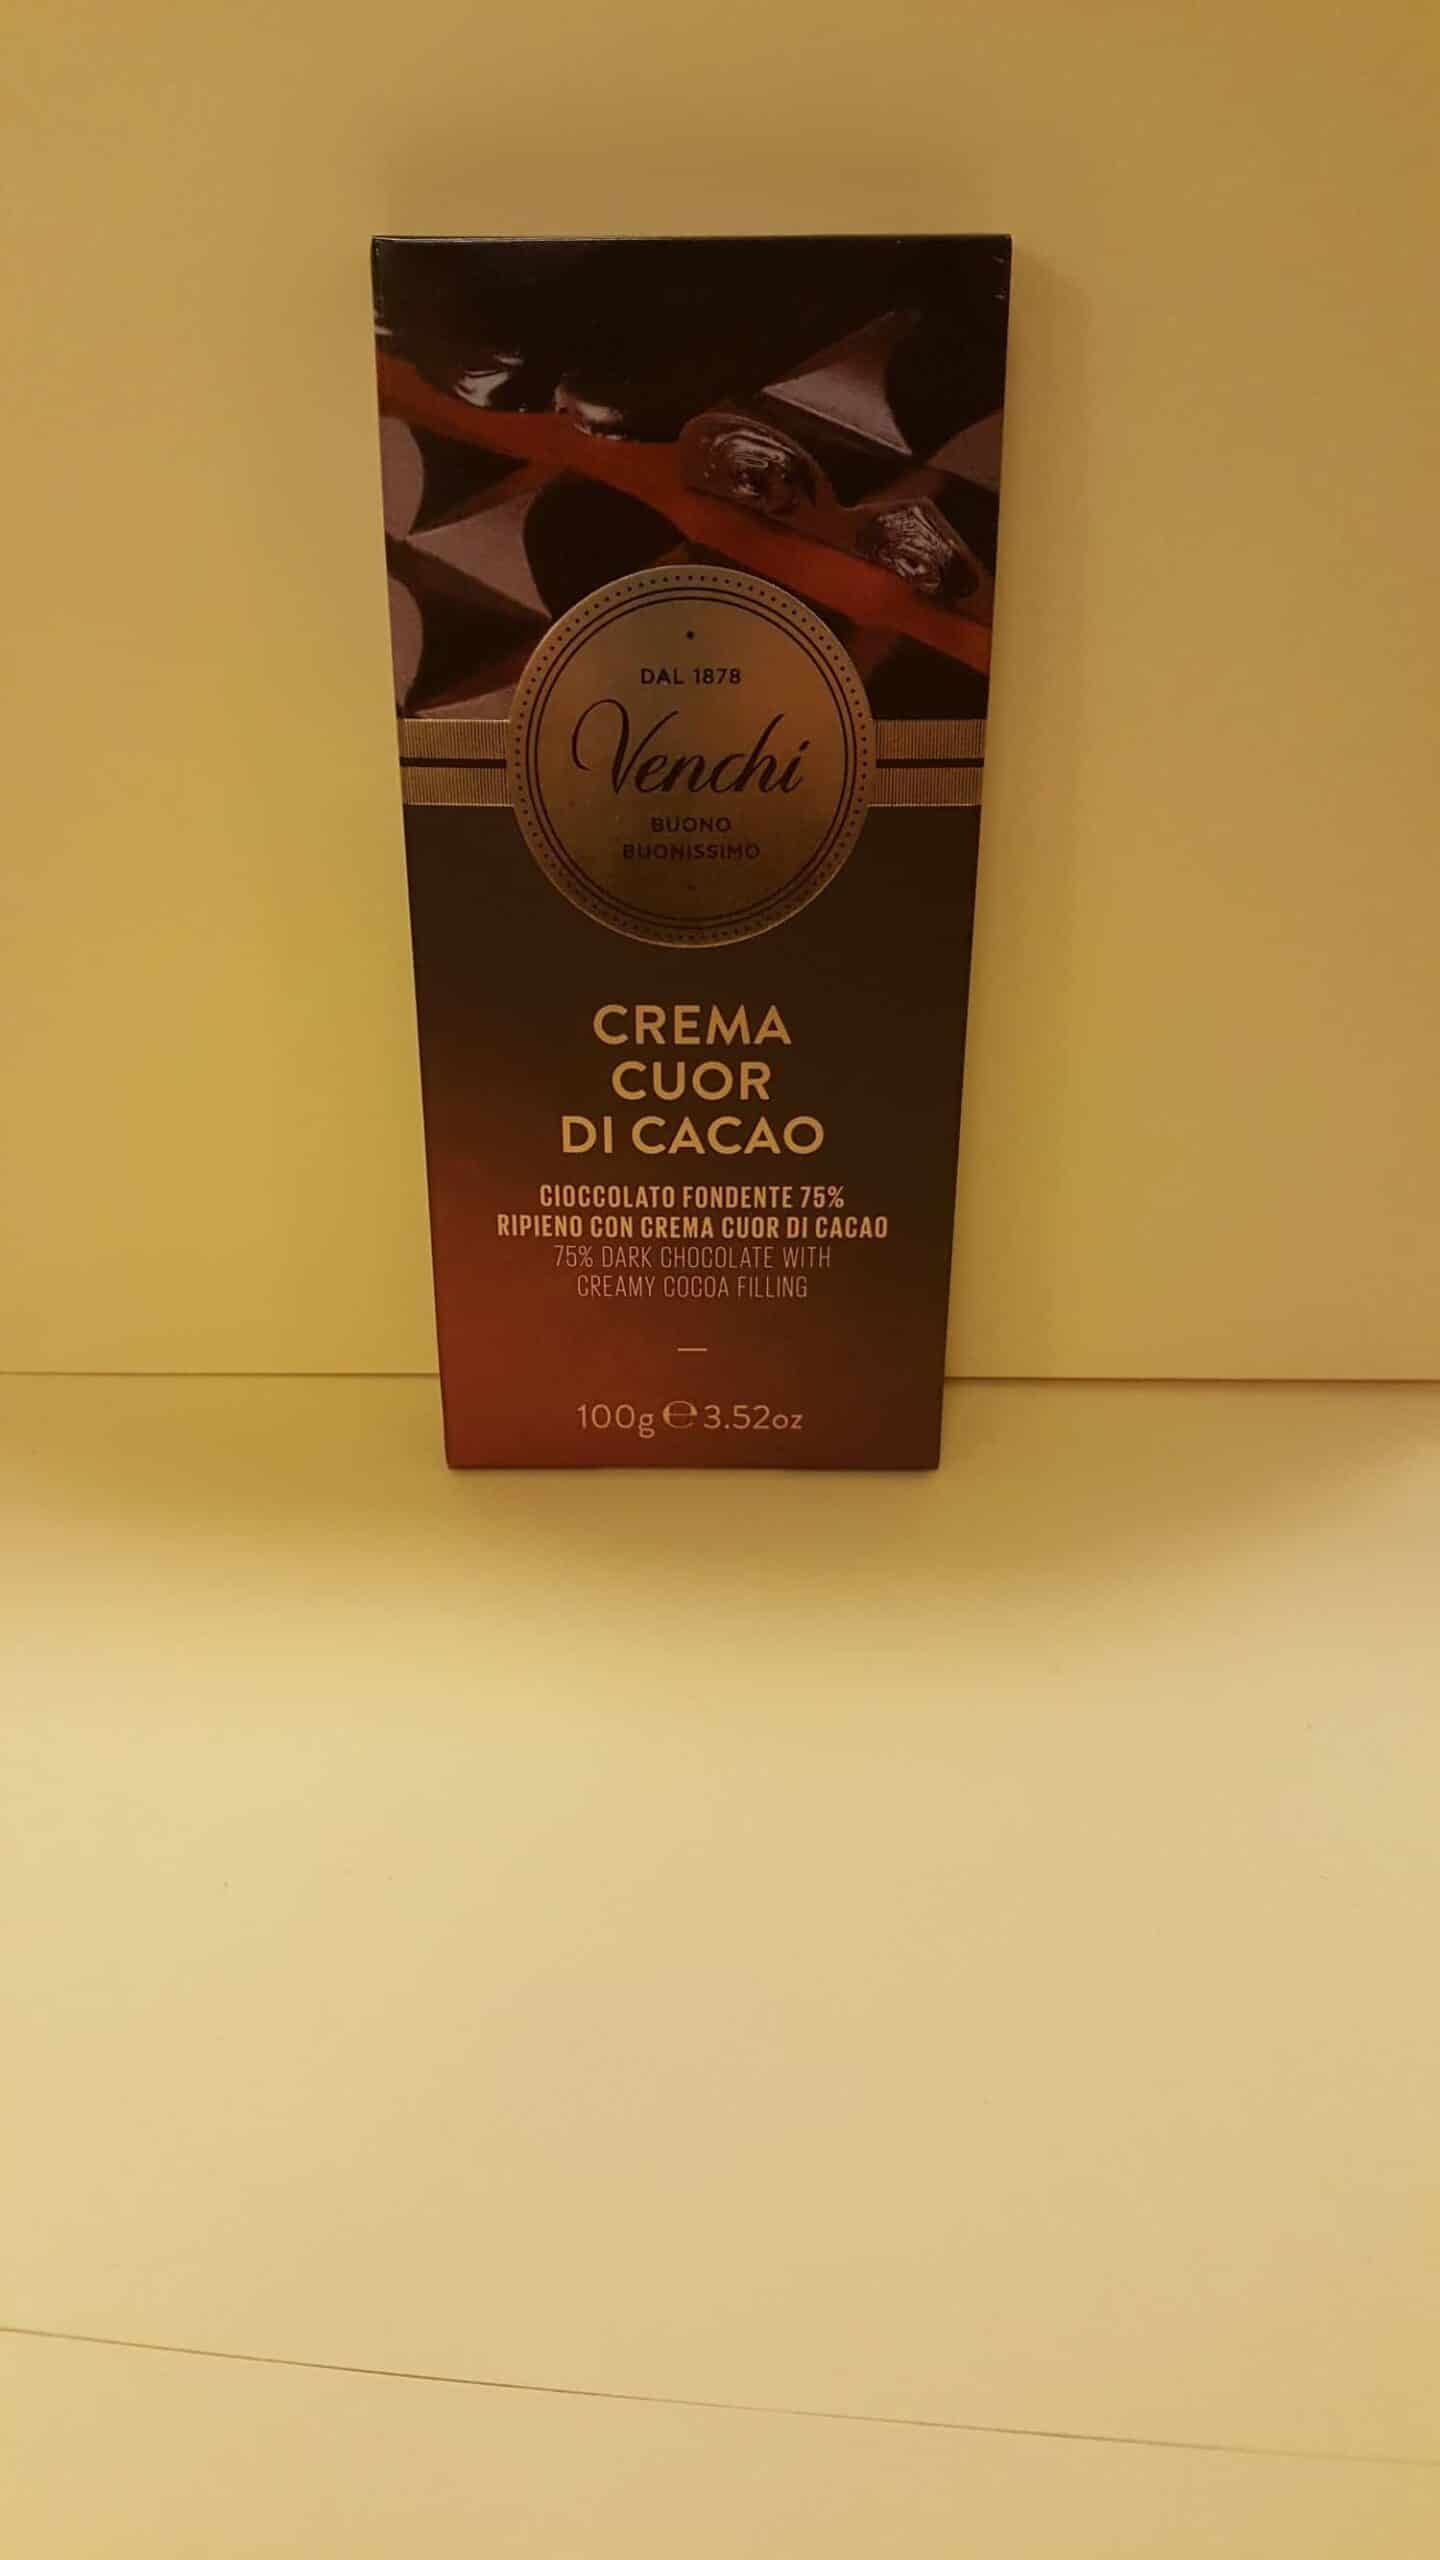 DAL 1878
Venchi
BUONO
BUONISSIMO
CREMA
CUOR
DI CACAO
CIOCCOLATO FONDENTE 75%
RIPIENO CON CREMA CUOR DI CACAO
75% DARK CHOCOLATE WITH
CREAMY COCOA FILLING
100g ℮ 3.52oz